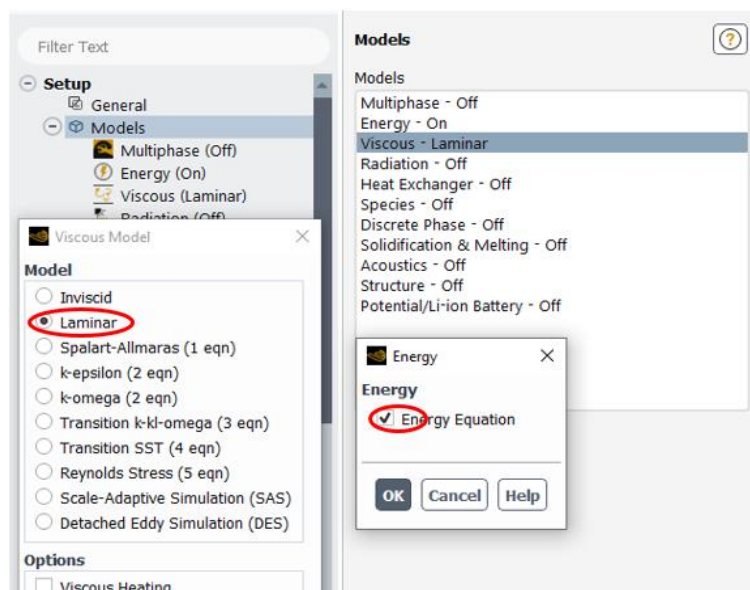 Filter Text
Setup
General
Models
Multiphase (Off)
Energy (On)
Viscous (Laminar)
Radiation (Off)
Viscous Model
Model
Inviscid
Laminar
Spalart-Allmaras (1 eqn)
k-epsilon (2 eqn)
k-omega (2 eqn)
Transition k-kl-omega (3 eqn)
Transition SST (4 eqn)
Reynolds Stress (5 eqn)
Scale-Adaptive Simulation (SAS)
Detached Eddy Simulation (DES)
Options
Viscous Heating
Models
?
Models
Multiphase - Off
Energy - On
Viscous - Laminar
Radiation - Off
Heat Exchanger - Off
Species - Off
Discrete Phase - Off
Solidification & Melting - Off
Acoustics - Off
Structure - Off
Potential/Li-ion Battery - Off
Energy
Energy
Energy Equation
OK Cancel Help